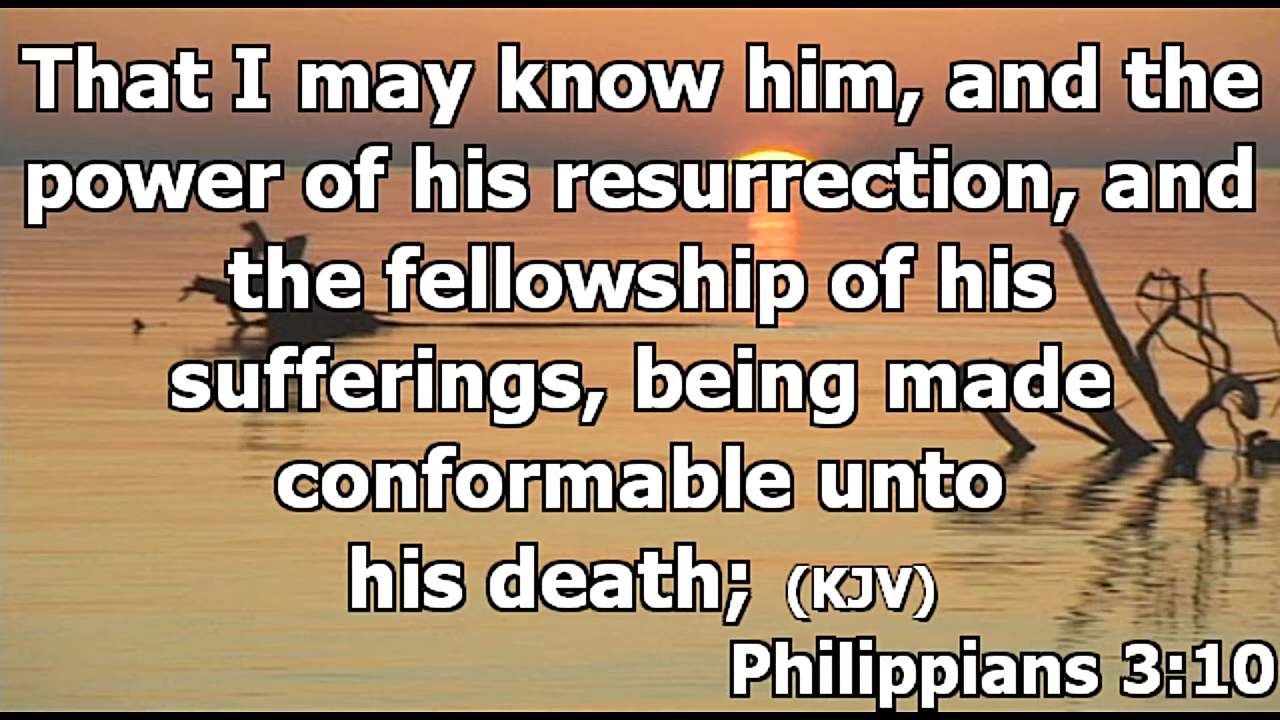 That I may know him, and the
power of his resurrection, and
the fellowship of his
sufferings, being made
conformable unto
his death; (KJV)
Philippians 3:10